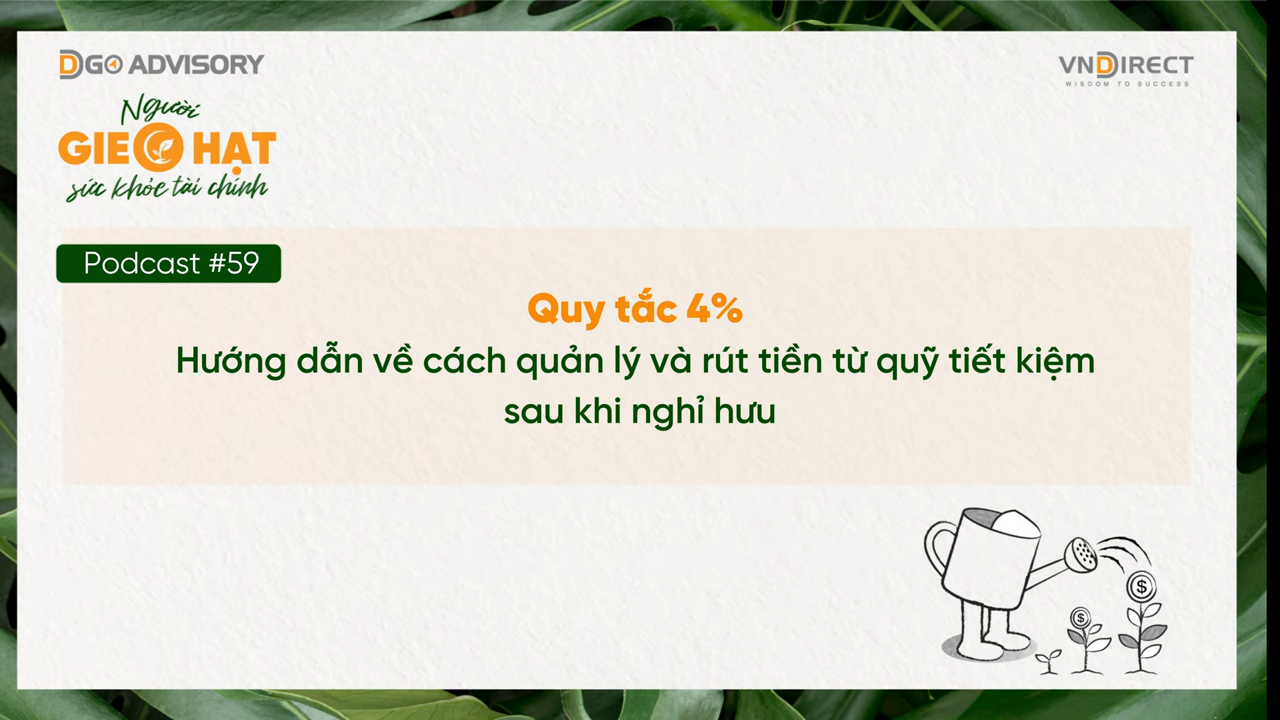 DGO ADVISORY
VNDIRECT
WISDOM TO SUCCESS
Người
GIEO HẠT
sức khỏe tài chính
Podcast #59
Quy tắc 4%
Hướng dẫn về cách quản lý và rút tiền từ quỹ tiết kiệm
sau khi nghỉ hưu
$
$